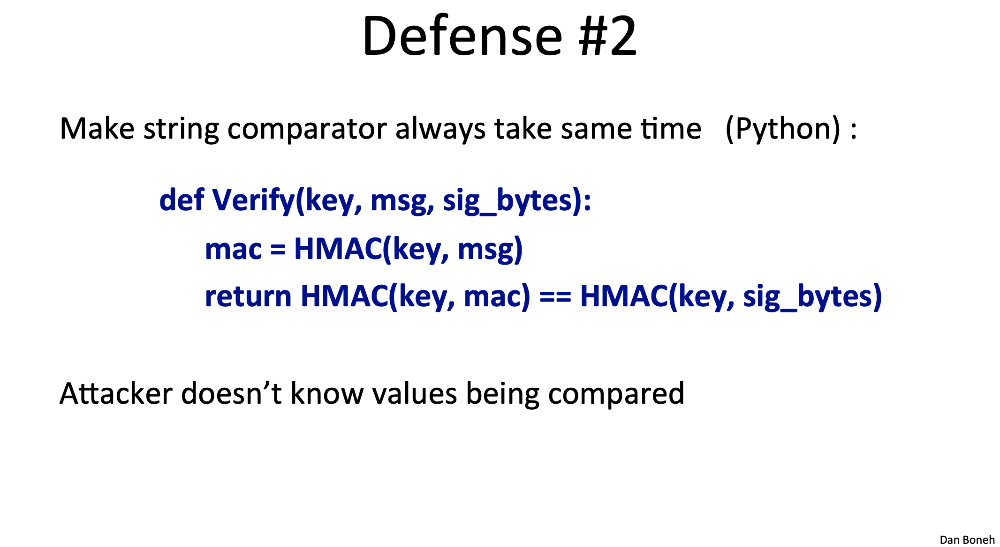 Defense #2
Make string comparator always take same time (Python) :
def Verify(key, msg, sig_bytes):
mac = HMAC(key, msg)
return HMAC(key, mac) == HMAC(key, sig_bytes)
Attacker doesn’t know values being compared
Dan Boneh